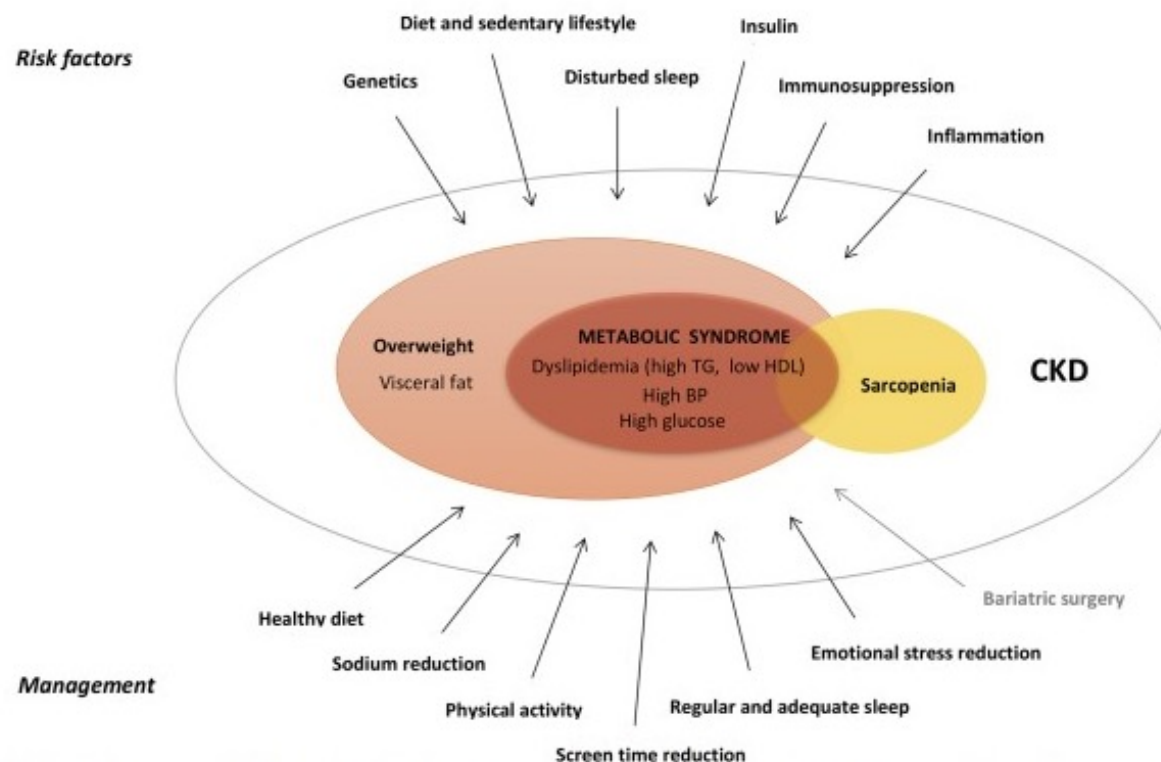 Risk factors
Diet and sedentary lifestyle
Insulin
Genetics
Disturbed sleep
Immunosuppression
Inflammation
Overweight
Visceral fat
METABOLIC SYNDROME
Dyslipidemia (high TG, low HDL)
High BP
High glucose
Sarcopenia
CKD
Healthy diet
Sodium reduction
Physical activity
Screen time reduction
Regular and adequate sleep
Emotional stress reduction
Bariatric surgery
Management